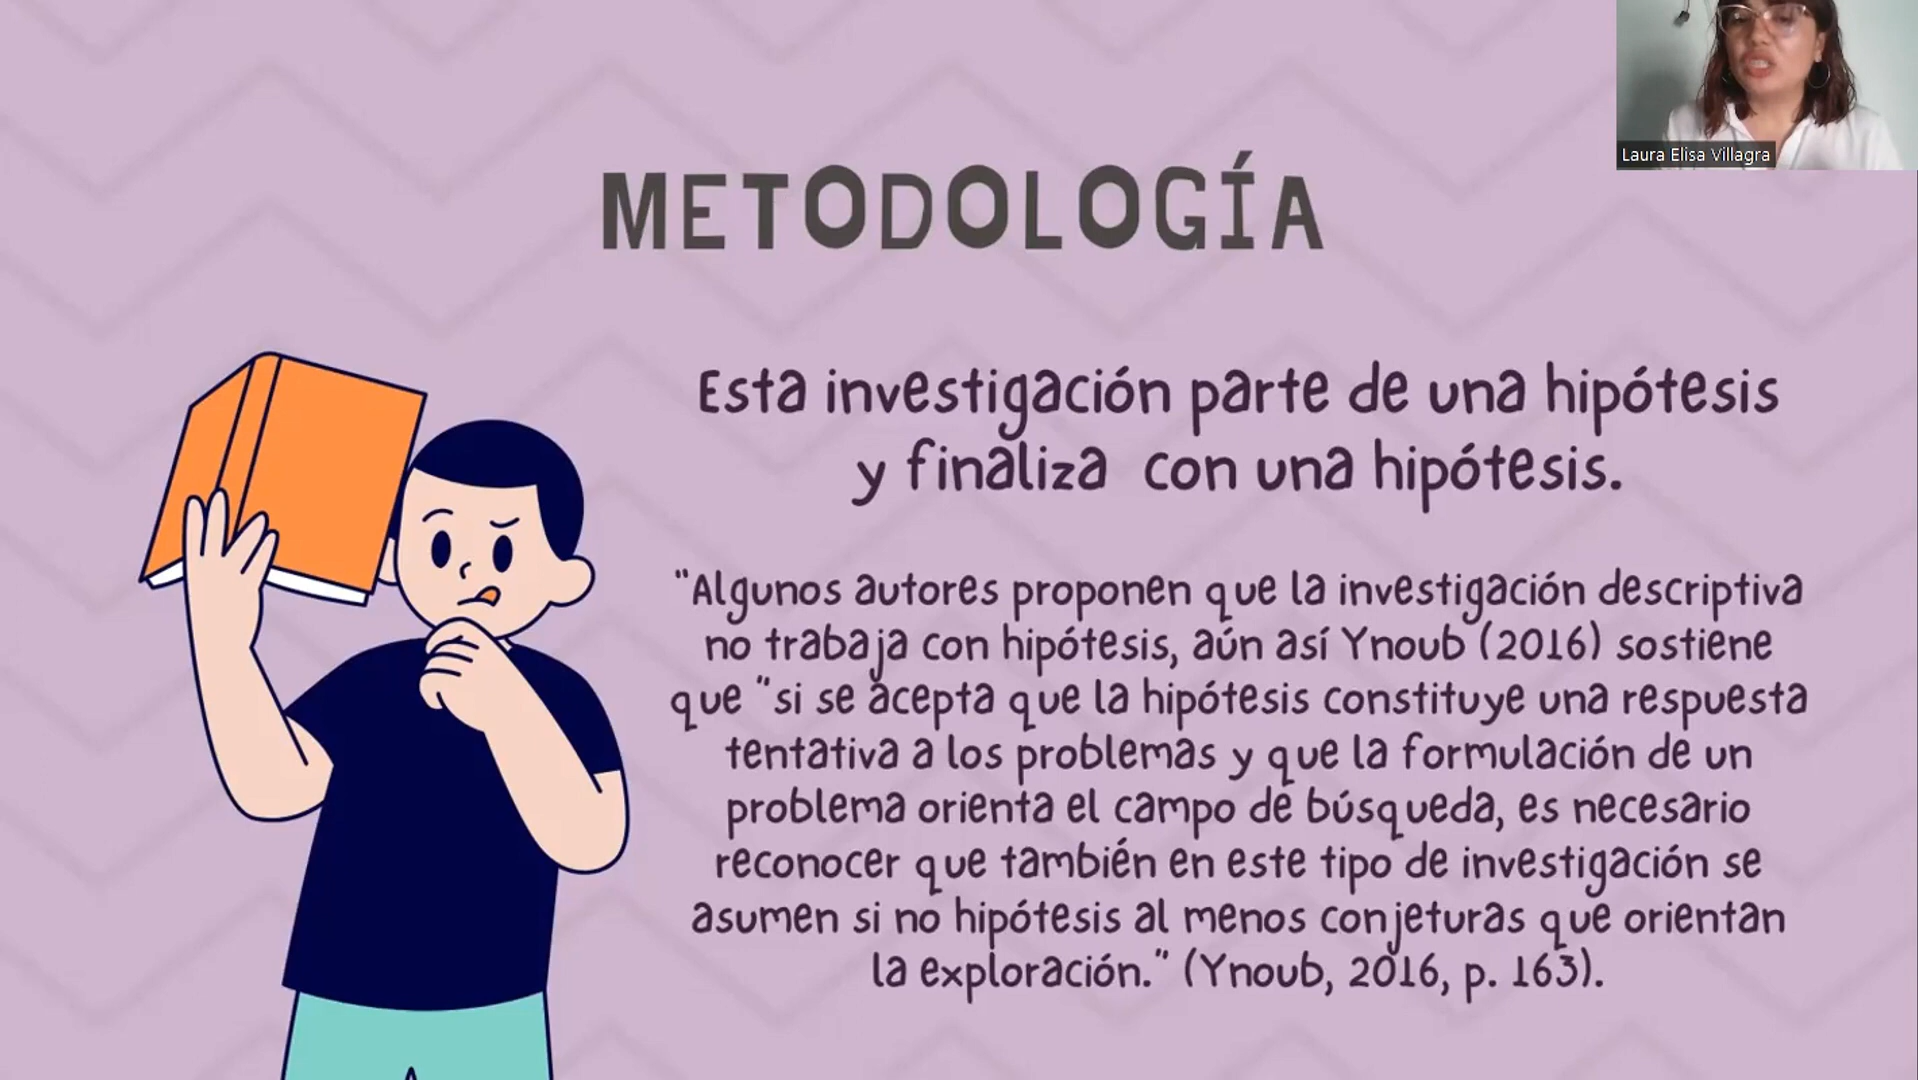 Laura Elisa Villagra
METODOLOGÍA
Esta investigación parte de una hipótesis
y finaliza con una hipótesis.
"Algunos autores proponen que la investigación descriptiva
no trabaja con hipótesis, aún así Ynoub (2016) sostiene
que "si se acepta que la hipótesis constituye una respuesta
tentativa a los problemas y que la formulación de un
problema orienta el campo de búsqueda, es necesario
reconocer que también en este tipo de investigación se
asumen si no hipótesis al menos conjeturas que orientan
la exploración." (Ynoub, 2016, p. 163).